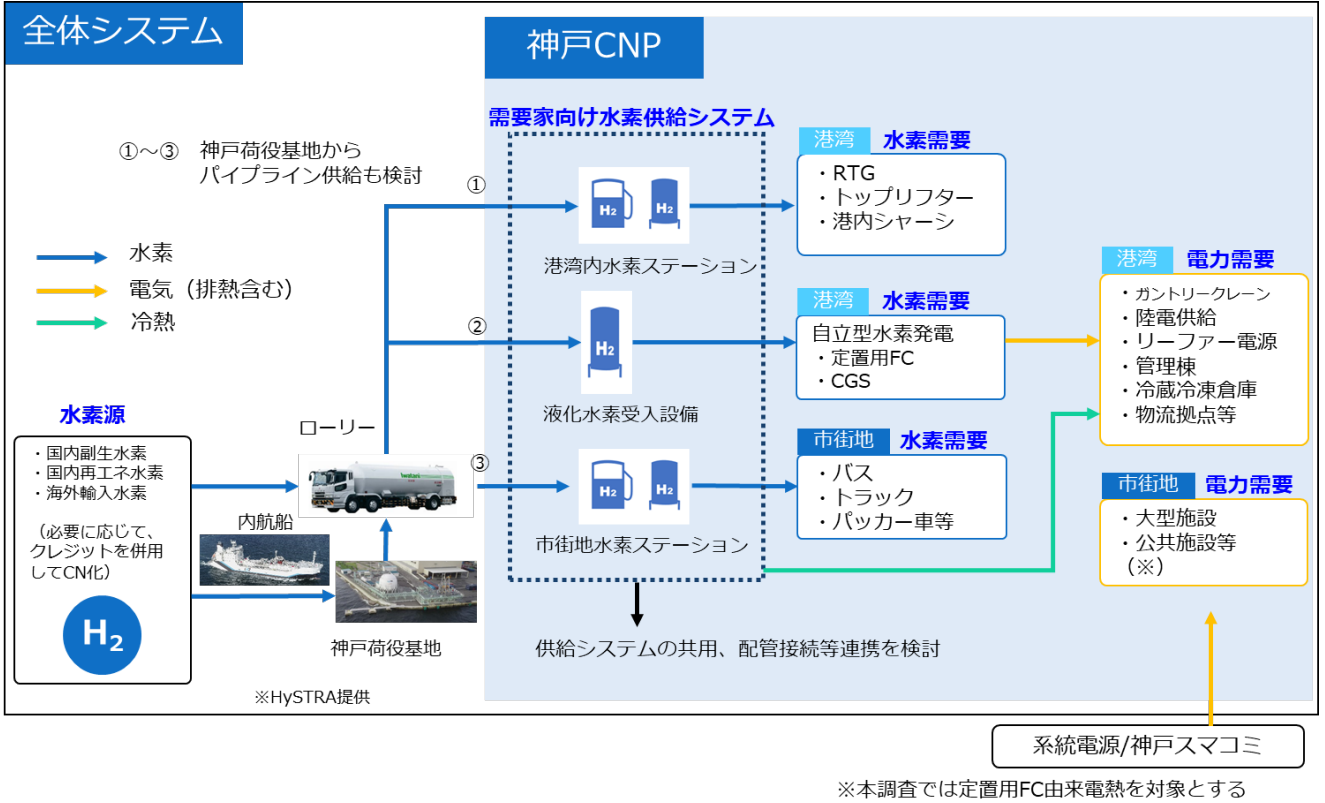 全体システム
神戸CNP
①～③　神戸荷役基地から
パイプライン供給も検討
水素
電気（排熱含む）
冷熱
水素源
・国内副生水素
・国内再エネ水素
・海外輸入水素
（必要に応じて、
クレジットを併用
してCN化）
H2
ローリー
Iwatani
内航船
神戸荷役基地
※HySTRA提供
需要家向け水素供給システム
①
H2
H2
港湾内水素ステーション
②
H2
液化水素受入設備
③
H2
H2
市街地水素ステーション
供給システムの共用、配管接続等連携を検討
港湾　水素需要
・RTG
・トップリフター
・港内シャーシ
港湾　水素需要
自立型水素発電
・定置用FC
・CGS
市街地　水素需要
・バス
・トラック
・パッカー車等
港湾　電力需要
・ガントリークレーン
・陸電供給
・リーファー電源
・管理棟
・冷蔵冷凍倉庫
・物流拠点等
市街地　電力需要
・大型施設
・公共施設等
（※）
系統電源/神戸スマコミ
※本調査では定置用FC由来電熱を対象とする